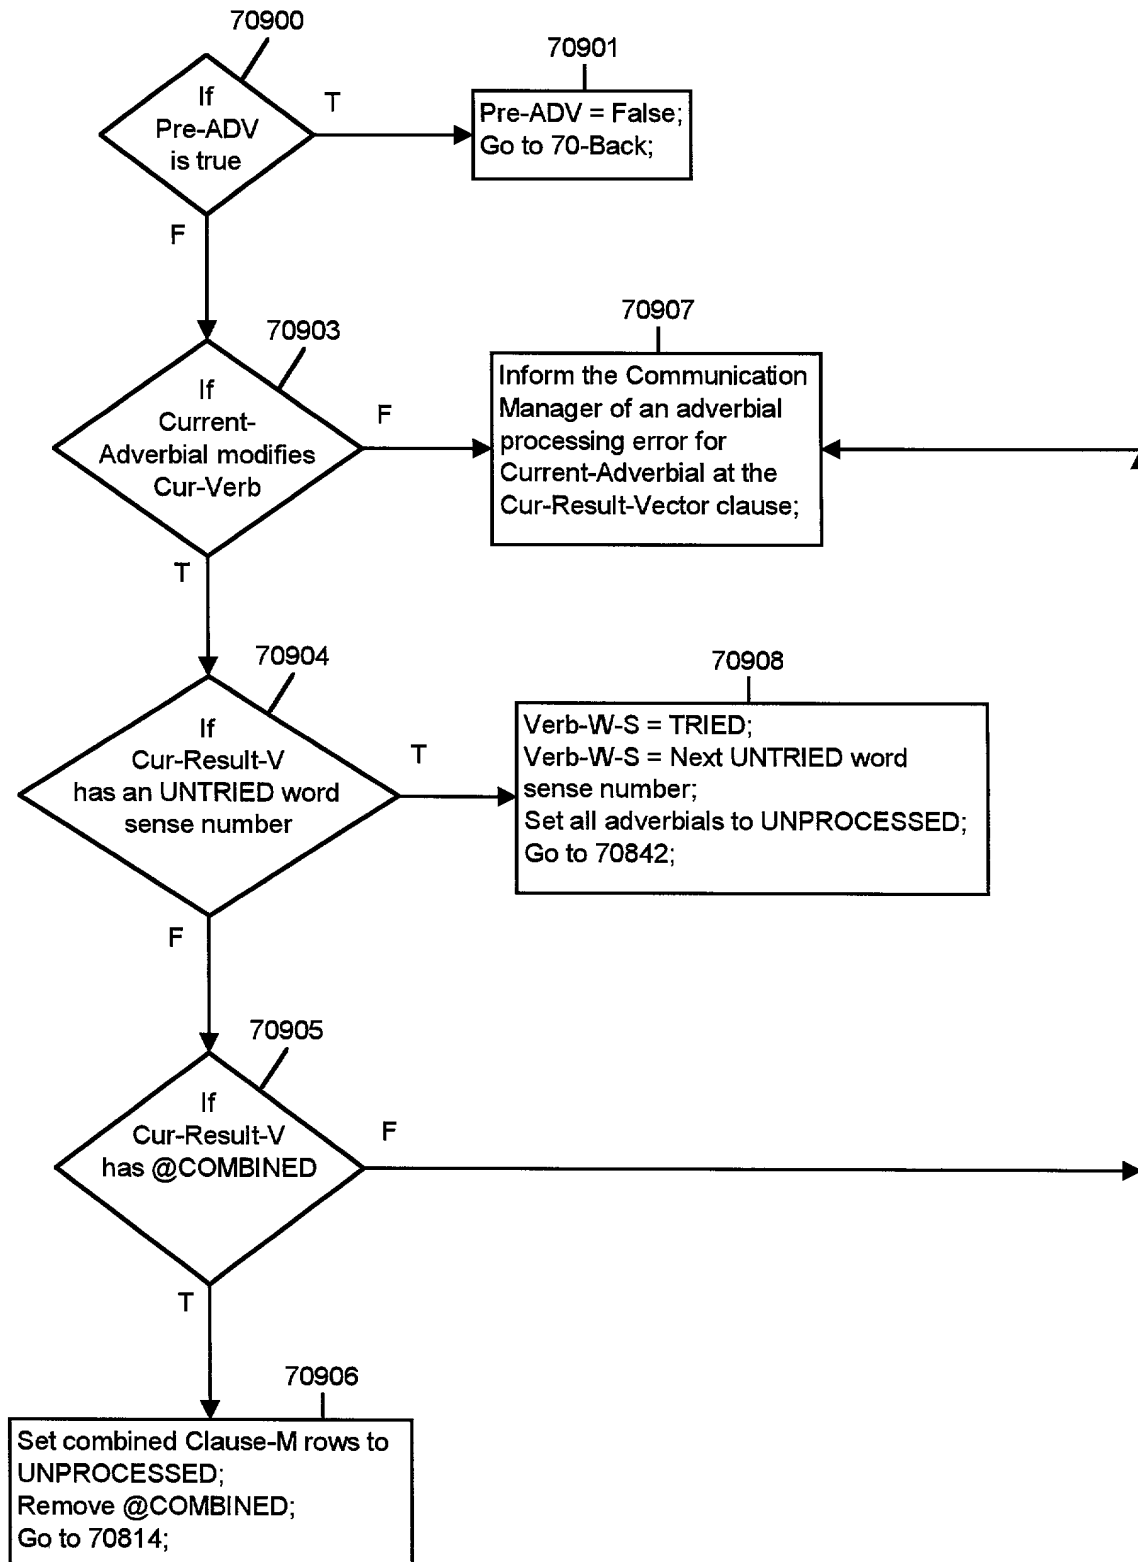 70900
If
Pre-ADV
is true
T
F
70901
Pre-ADV = False;
Go to 70-Back;
70903
If
Current-
Adverbial modifies
Cur-Verb
F
T
70907
Inform the Communication
Manager of an adverbial
processing error for
Current-Adverbial at the
Cur-Result-Vector clause;
70904
If
Cur-Result-V
has an UNTRIED word
sense number
T
F
70908
Verb-W-S = TRIED;
Verb-W-S = Next UNTRIED word
sense number;
Set all adverbials to UNPROCESSED;
Go to 70842;
70905
If
Cur-Result-V
has @COMBINED
F
T
70906
Set combined Clause-M rows to
UNPROCESSED;
Remove @COMBINED;
Go to 70814;